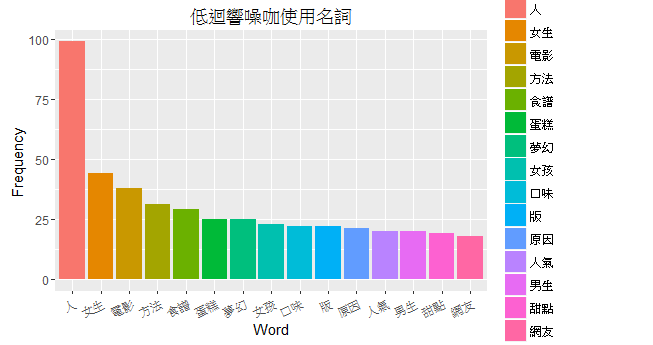 低迴響噪咖使用名詞
Frequency
100
75
50
25
0
人 女生 電影 方法 食譜 蛋糕 夢幻 女孩 口味 版 原因 人氣 男生 甜點 網友
Word
人
女生
電影
方法
食譜
蛋糕
夢幻
女孩
口味
版
原因
人氣
男生
甜點
網友